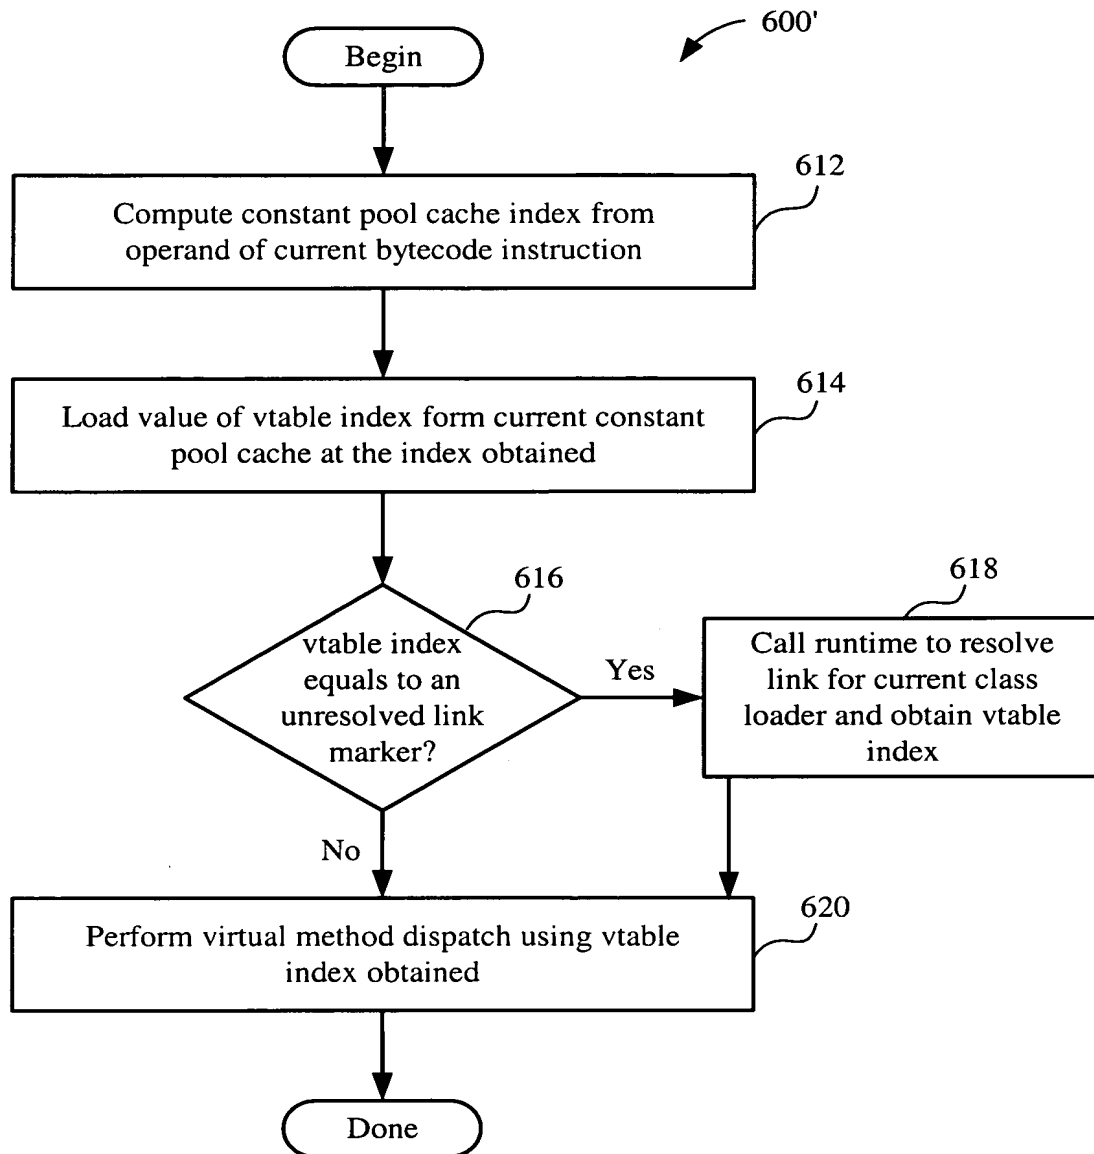 600'
Begin
612
Compute constant pool cache index from
operand of current bytecode instruction
614
Load value of vtable index form current constant
pool cache at the index obtained
616
vtable index
equals to an
unresolved link
marker?
Yes
618
Call runtime to resolve
link for current class
loader and obtain vtable
index
No
620
Perform virtual method dispatch using vtable
index obtained
Done